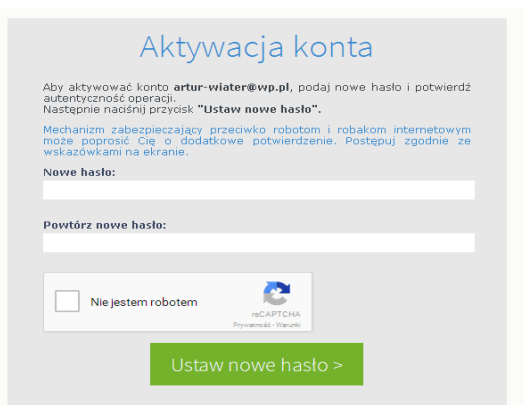 Aktywacja konta
Aby aktywować konto artur-wiater@wp.pl, podaj nowe hasło i potwierdź
autentyczność operacji.
Następnie naciśnij przycisk "Ustaw nowe hasło".
Mechanizm zabezpieczający przeciwko robotom i robakom internetowym
może poprosić Cię o dodatkowe potwierdzenie. Postępuj zgodnie ze
wskazówkami na ekranie.
Nowe hasło:
Powtórz nowe hasło:
Nie jestem robotem
reCAPTCHA
Prywatność - Warunki
Ustaw nowe hasło >